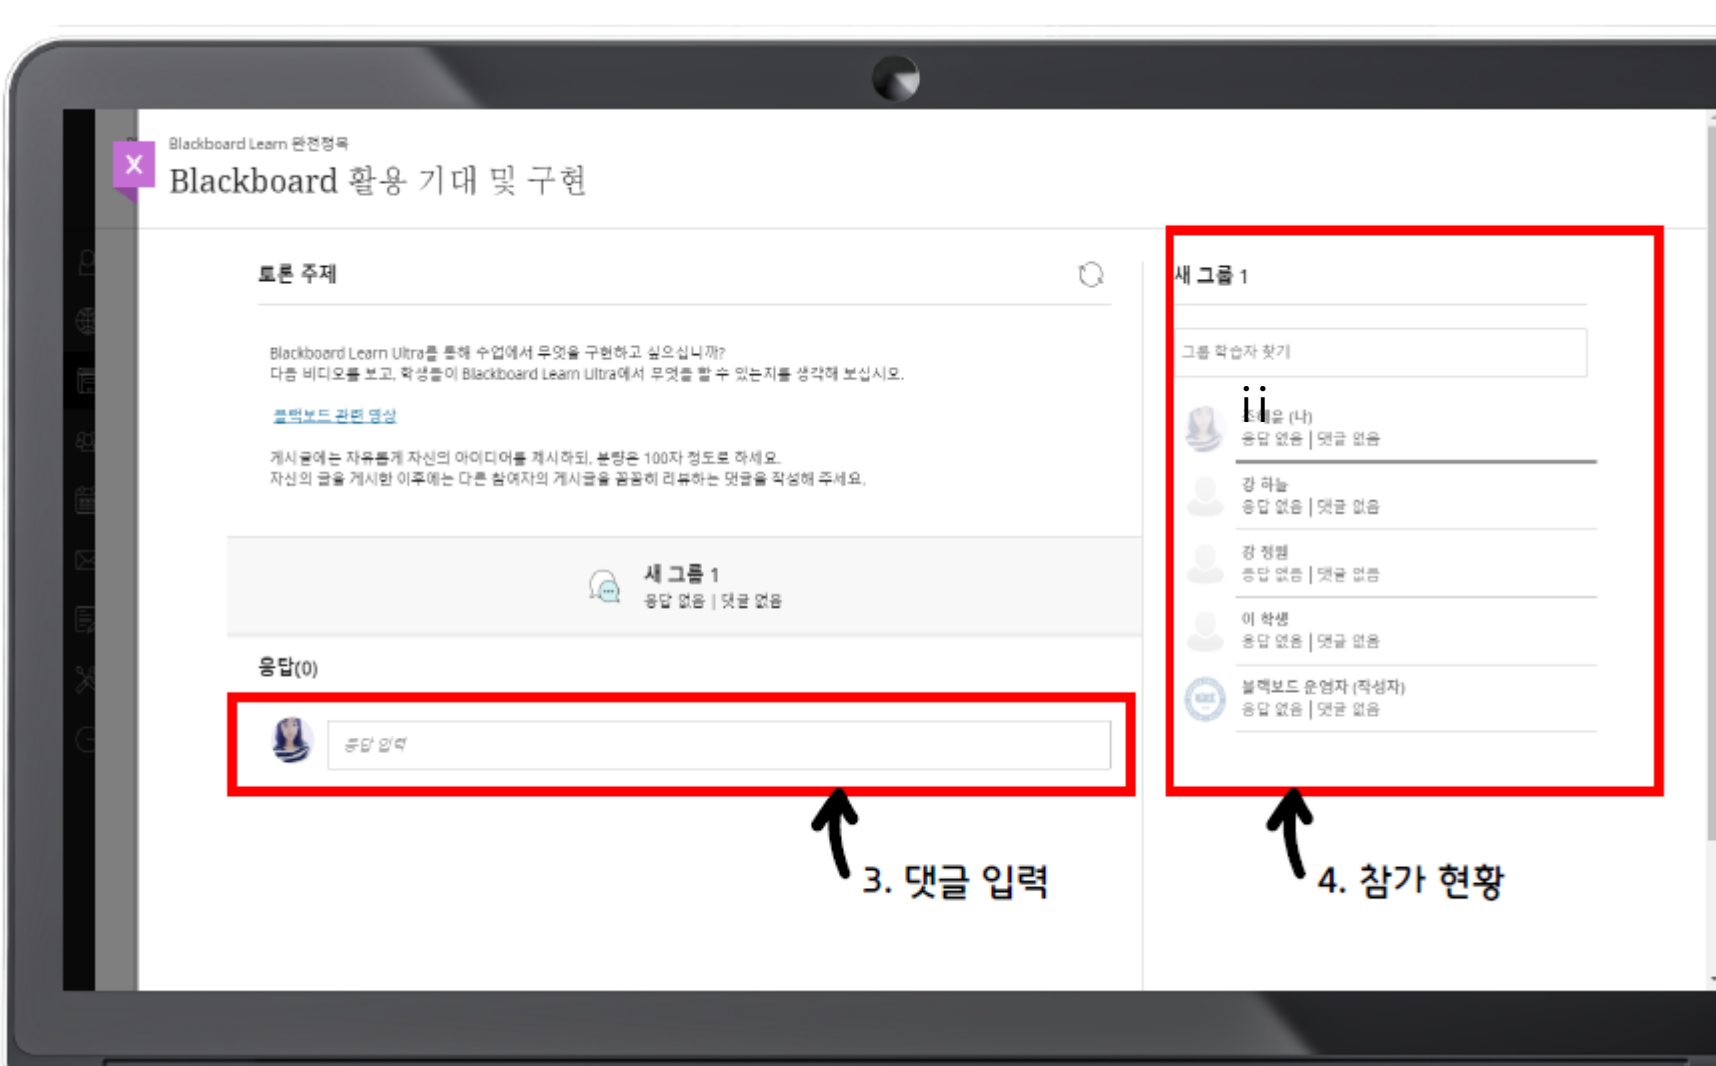 Blackboard Learn 완전정복
X
Blackboard 활용 기대 및 구현
토론 주제
Blackboard Learn Ultra를 통해 수업에서 무엇을 구현하고 싶으십니까?
다음 비디오를 보고, 학생들이 Blackboard Learn Ultra에서 무엇을 할 수 있는지를 생각해 보십시오.
블랙보드 관련 영상
게시글에는 자유롭게 자신의 아이디어를 제시하되, 분량은 100자 정도로 하세요.
자신의 글을 게시한 이후에는 다른 참여자의 게시글을 꼼꼼히 리뷰하는 댓글을 작성해 주세요.
새 그룹 1
응답 없음 | 댓글 없음
응답(0)
응답 입력
3. 댓글 입력
새 그룹 1
그룹 학습자 찾기
ii
(나)
응답 없음 | 댓글 없음
강 하늘
응답 없음 | 댓글 없음
강 정원
응답 없음 | 댓글 없음
이 학생
응답 없음 | 댓글 없음
블랙보드 운영자 (작성자)
응답 없음 | 댓글 없음
4. 참가 현황